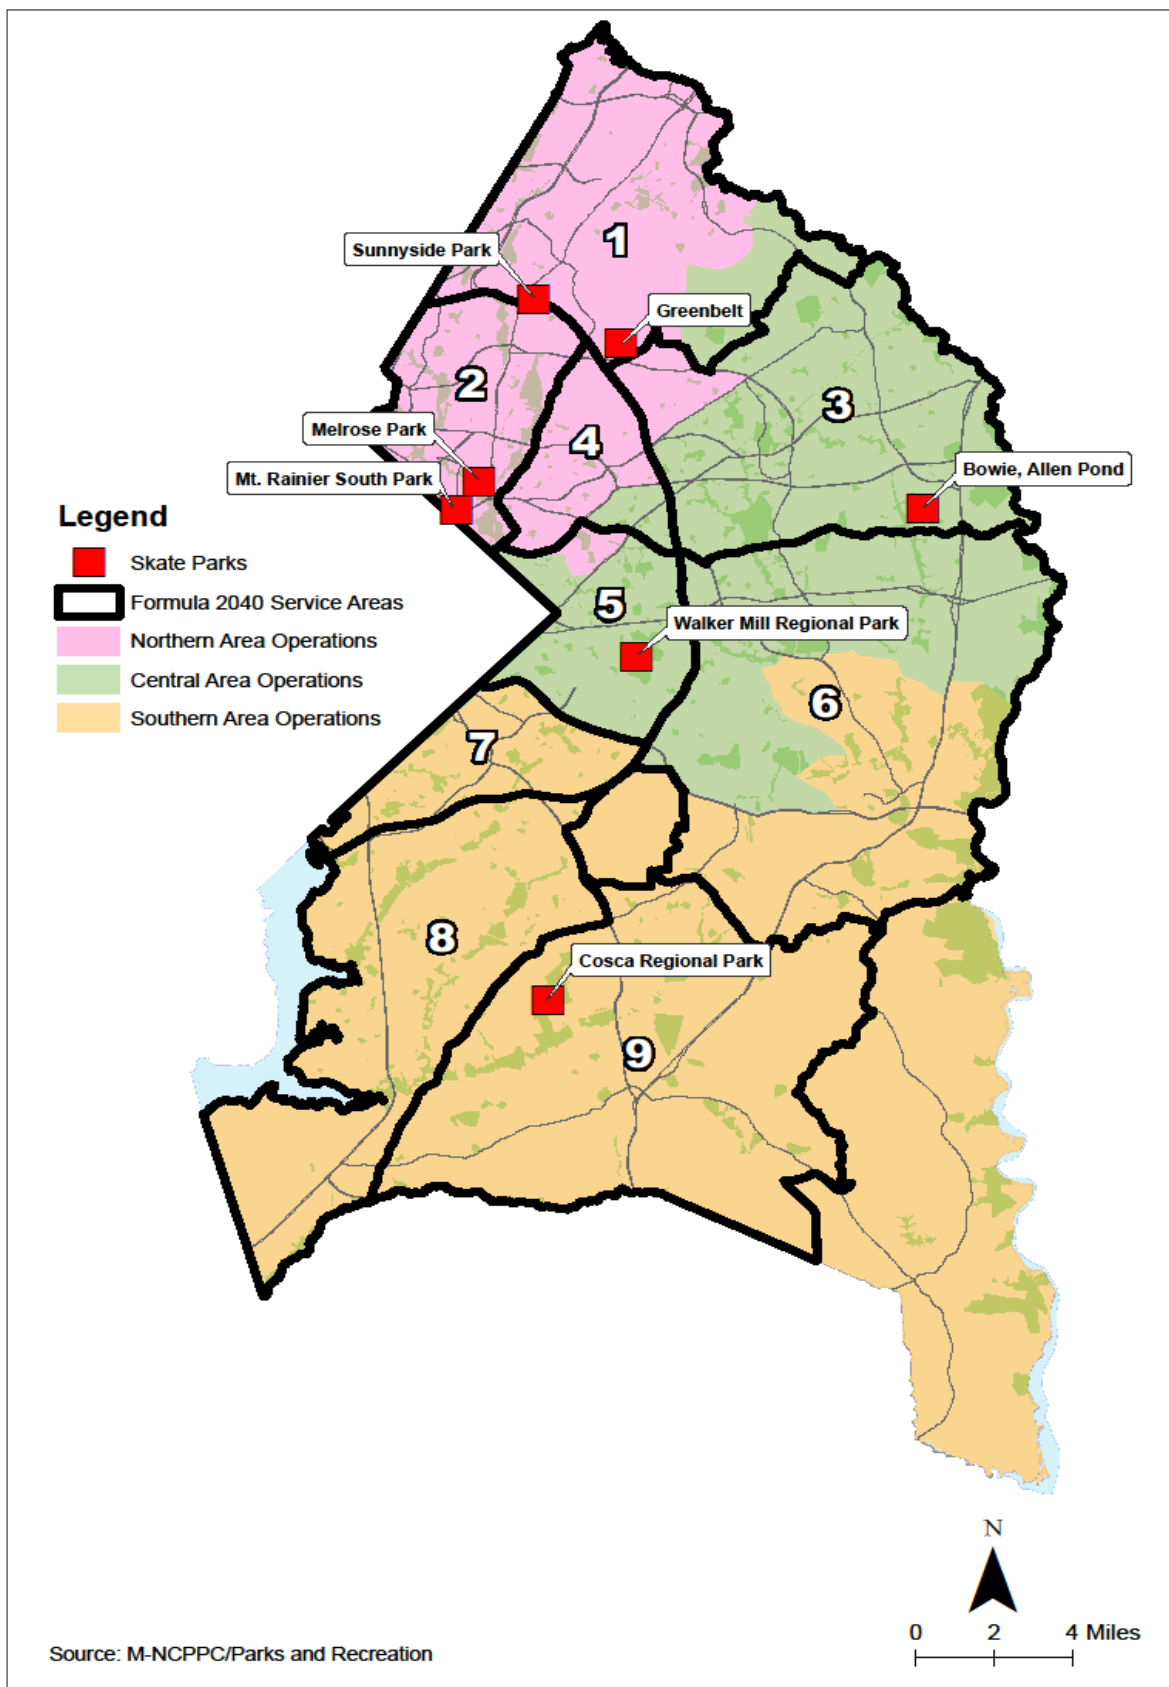 1
Sunnyside Park
Greenbelt
2
3
Melrose Park
4
Mt. Rainier South Park
Bowie, Allen Pond
Legend
Skate Parks
Formula 2040 Service Areas
Northern Area Operations
Central Area Operations
Southern Area Operations
5
Walker Mill Regional Park
6
7
8
Cosca Regional Park
9
N
0 2 4 Miles
Source: M-NCPPC/Parks and Recreation